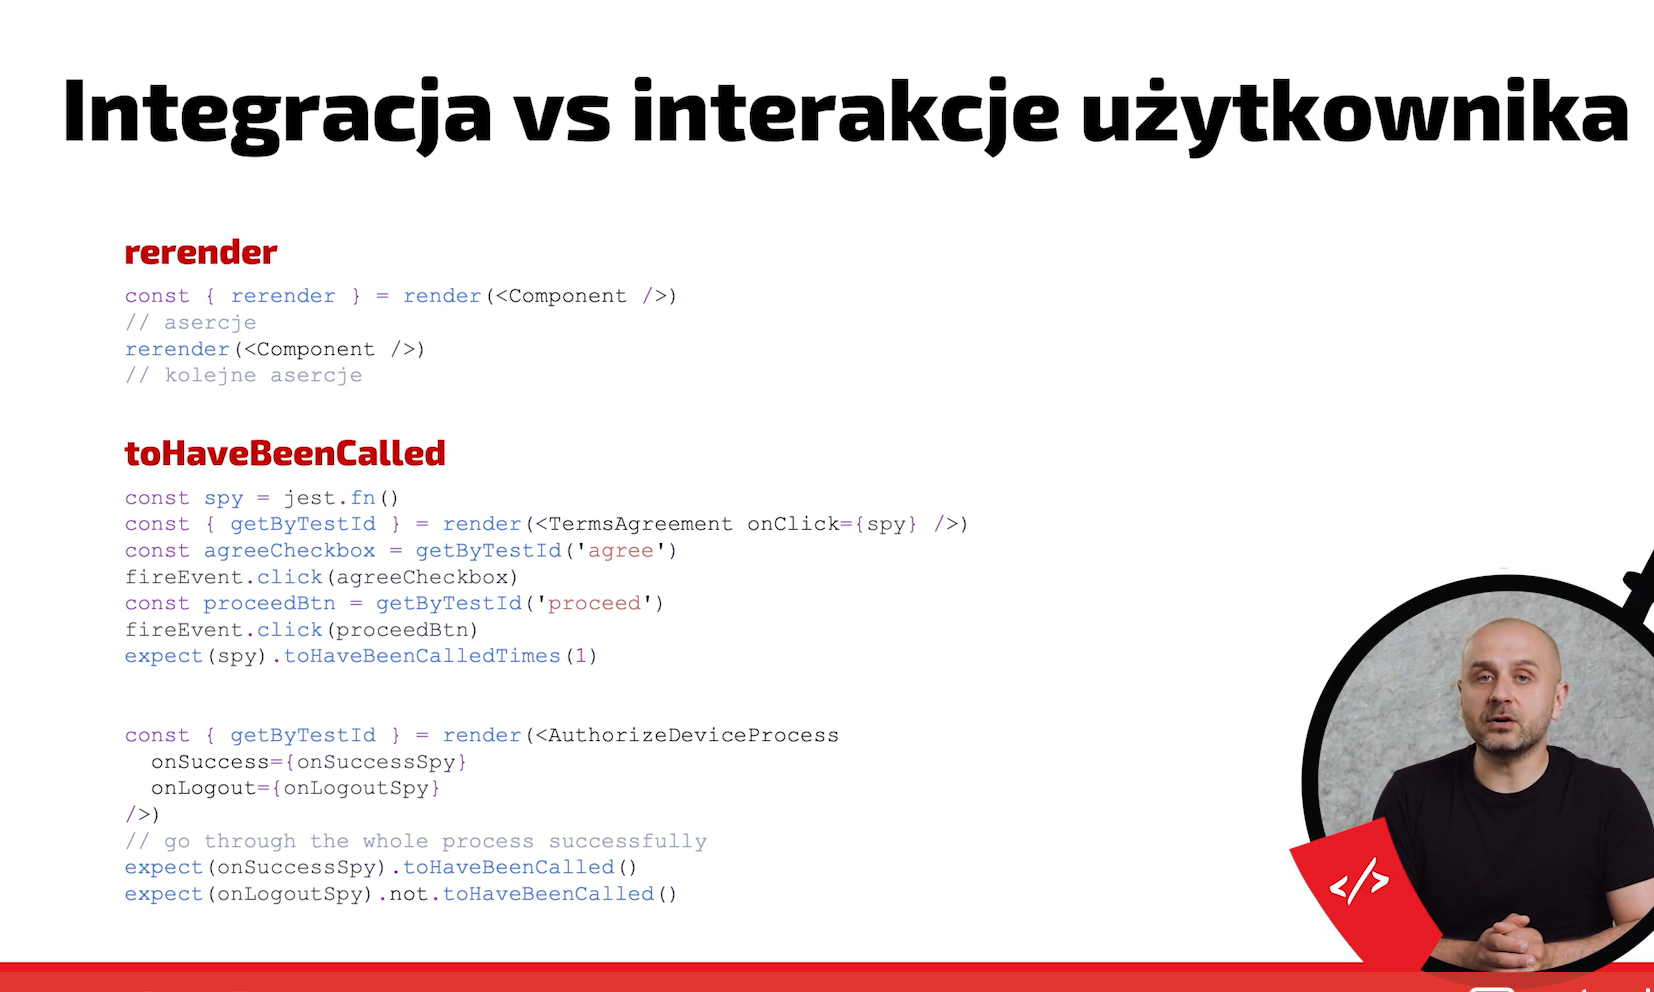 Integracja vs interakcje użytkownika
rerender
const { rerender } = render(<Component />)
// asercje
rerender(<Component />)
// kolejne asercje
toHaveBeenCalled
const spy = jest.fn()
const { getByTestId } = render(<TermsAgreement onClick={spy} />)
const agreeCheckbox = getByTestId('agree')
fireEvent.click(agreeCheckbox)
const proceedBtn = getByTestId('proceed')
fireEvent.click(proceedBtn)
expect(spy).toHaveBeenCalledTimes(1)
const { getByTestId } = render(<AuthorizeDeviceProcess
onSuccess={onSuccessSpy}
onLogout={onLogoutSpy}
/>)
// go through the whole process successfully
expect(onSuccessSpy).toHaveBeenCalled()
expect(onLogoutSpy).not.toHaveBeenCalled()
</>